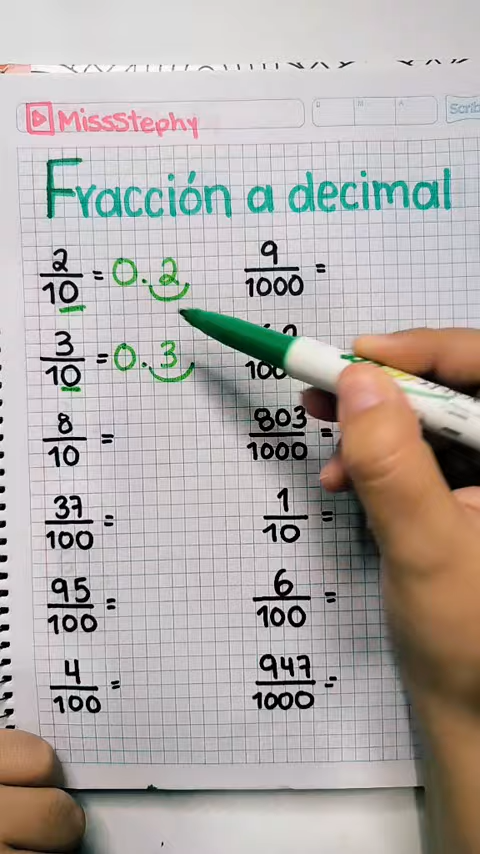 MissStephy
D M A
Scrib
Fracción a decimal
2/10 = 0.2
3/10 = 0.3
8/10 =
37/100 =
95/100 =
4/100 =
9/1000 =
803/1000 =
1/10 =
6/100 =
947/1000 =